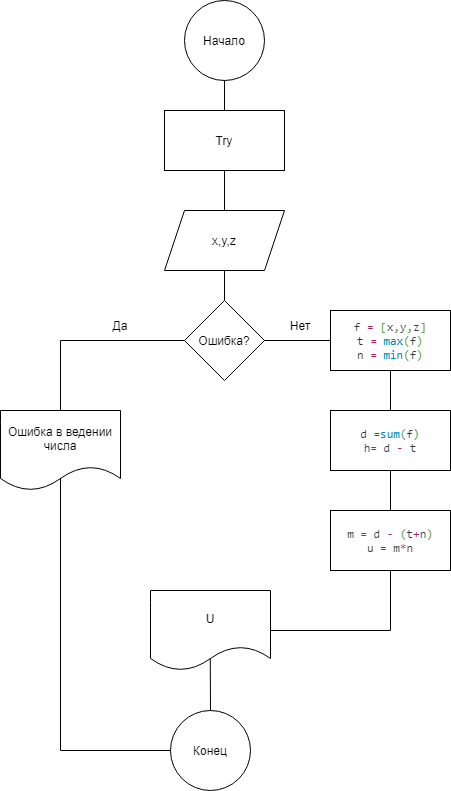 Начало
Try
x,y,z
Ошибка?
Да
Нет
f = [x,y,z]
t = max(f)
n = min(f)
Ошибка в ведении
числа
d =sum(f)
h= d - t
m = d - (t+n)
u = m*n
U
Конец